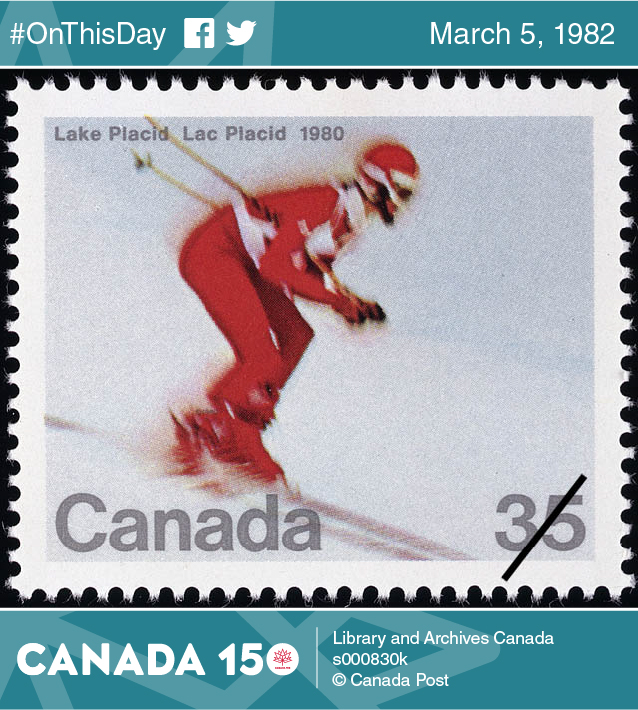 #OnThisDay
March 5, 1982
Lake Placid Lac Placid 1980
Canada
35
CANADA 150
Library and Archives Canada
s000830k
© Canada Post